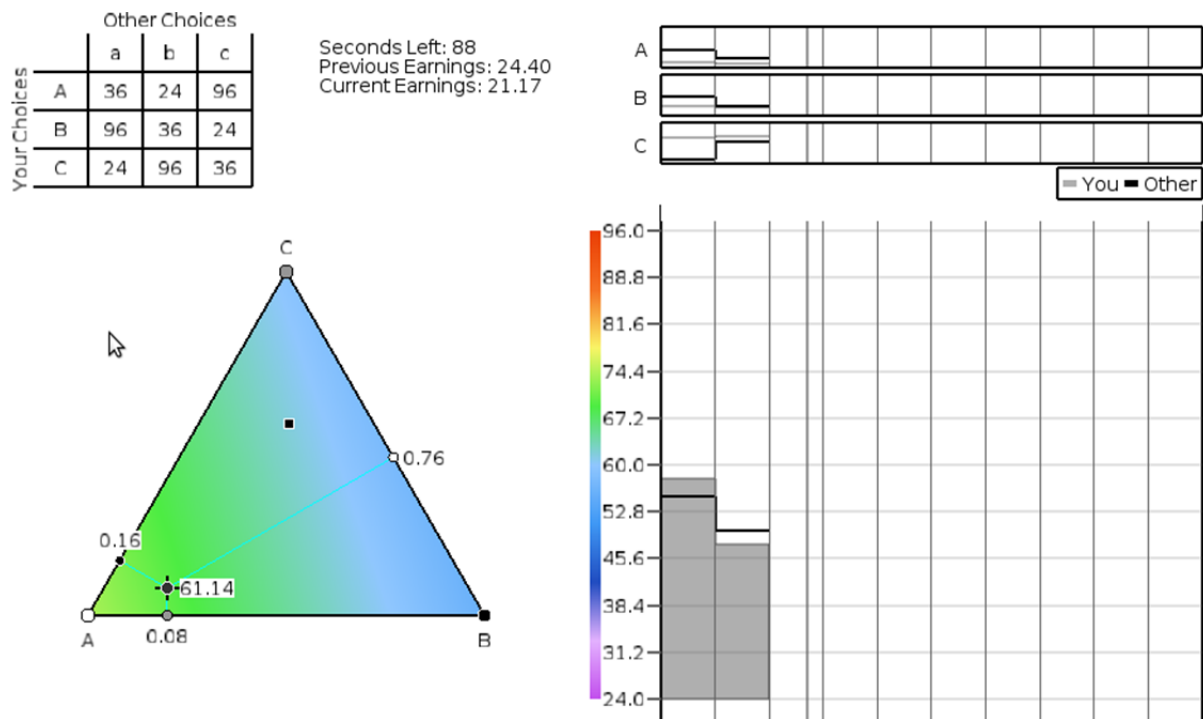 Other Choices
Your Choices
a b c
A 36 24 96
B 96 36 24
C 24 96 36
Seconds Left: 88
Previous Earnings: 24.40
Current Earnings: 21.17
A
B
C
You Other
C
0.76
0.16
61.14
0.08
A B
96.0
88.8
81.6
74.4
67.2
60.0
52.8
45.6
38.4
31.2
24.0